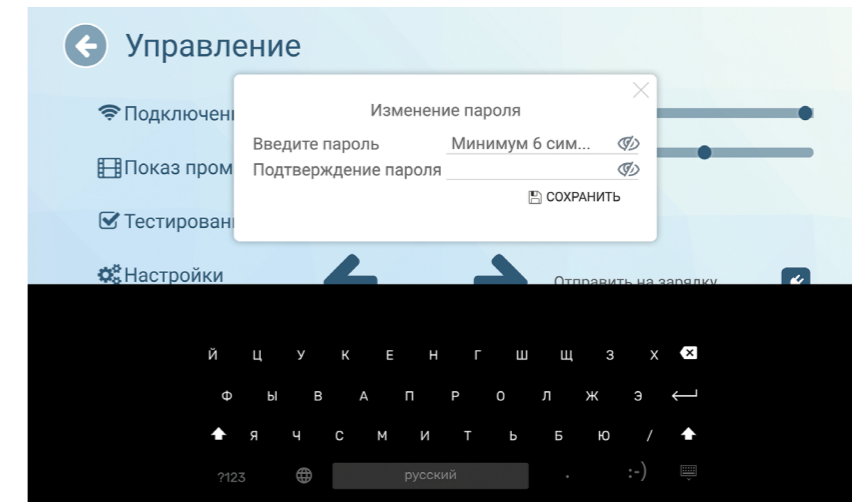 Управление
Изменение пароля
Подключен
Введите пароль Минимум 6 сим...
Показ пром
Подтверждение пароля
СОХРАНИТЬ
Тестирован
Настройки
Отправить на зарядку
Й Ц У К Е Н Г Ш Щ З Х
Ф Ы В А П Р О Л Ж Э
Я Ч С М И Т Ь Б Ю /
?123 русский . :-)